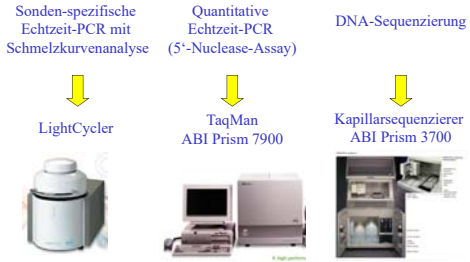 Sonden-spezifische
Echtzeit-PCR mit
Schmelzkurvenanalyse
LightCycler
Quantitative
Echtzeit-PCR
(5‘-Nuclease-Assay)
TaqMan
ABI Prism 7900
DNA-Sequenzierung
Kapillarsequenzierer
ABI Prism 3700